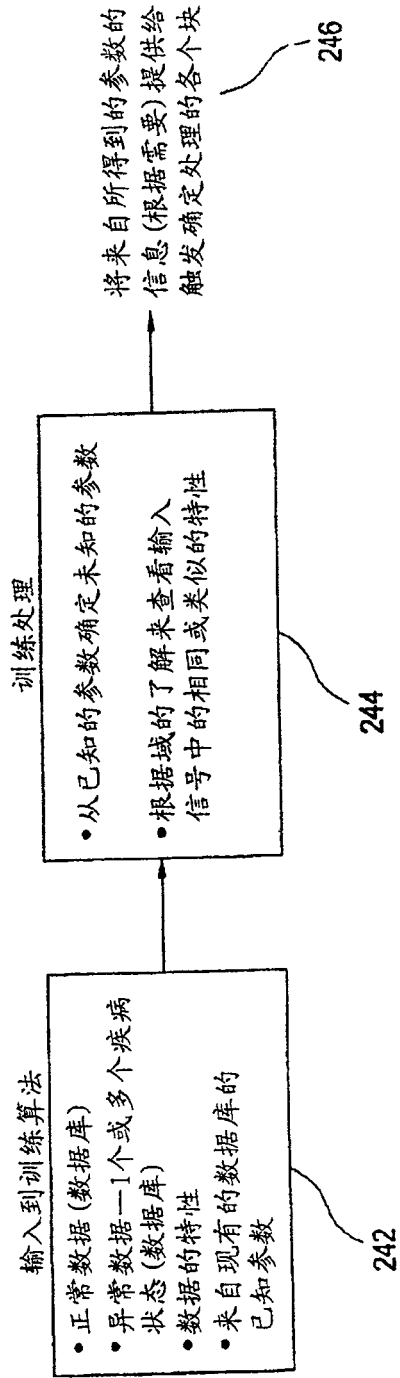 输入到训练算法
• 正常数据(数据库)
• 异常数据—1个或多个疾病
状态(数据库)
• 数据的特性
• 来自现有的数据库的
已知参数
242
训练处理
• 从已知的参数确定未知的参数
• 根据域的了解来查看输入
信号中的相同或类似的特性
244
将来自所得到的参数的
信息(根据需要)提供给
触发确定处理的各个块
246